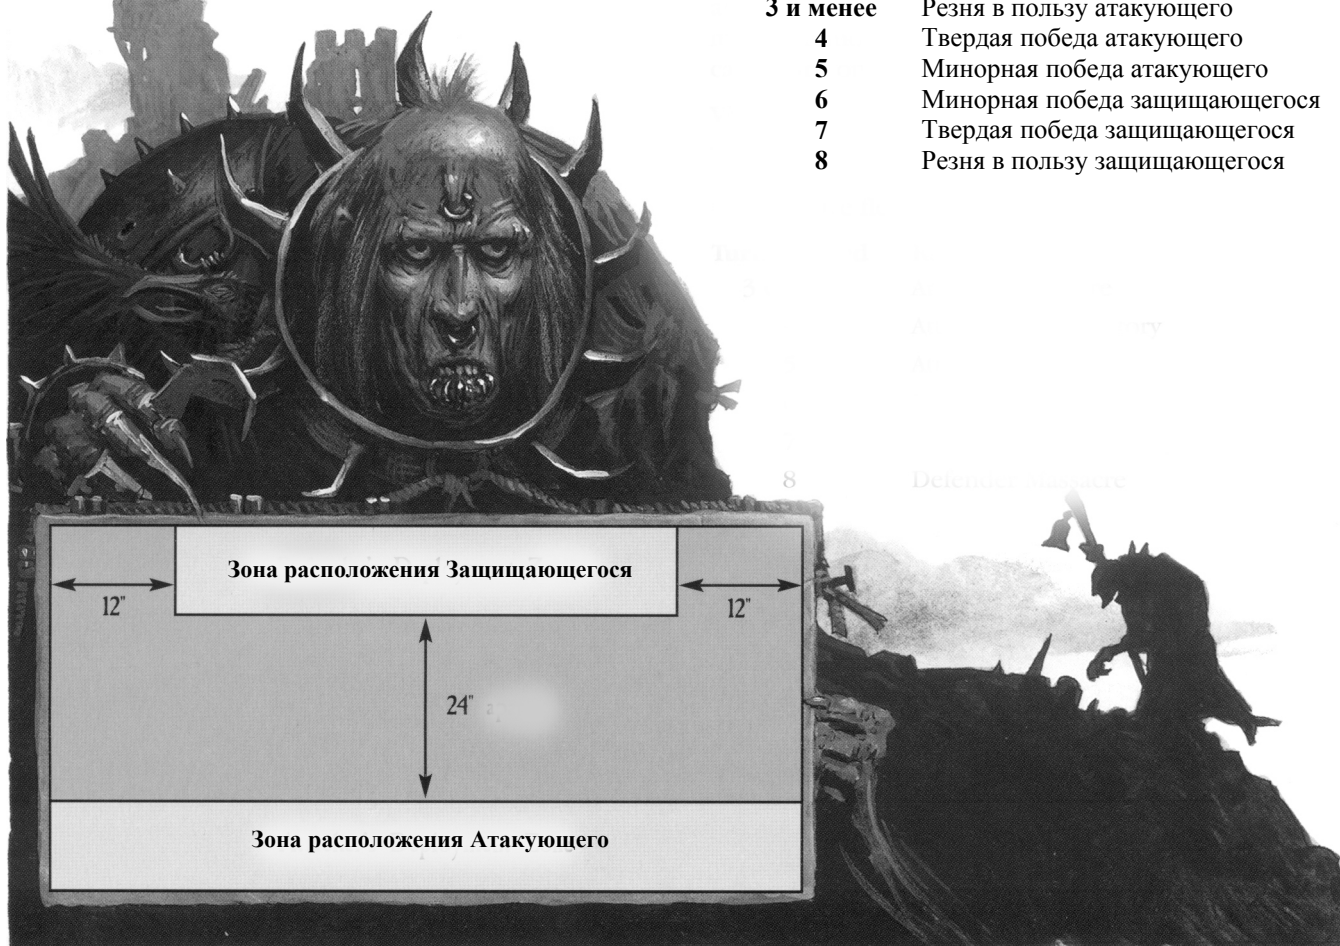 3 и менее Резня в пользу атакующего
4 Твердая победа атакующего
5 Минорная победа атакующего
6 Минорная победа защищающегося
7 Твердая победа защищающегося
8 Резня в пользу защищающегося
8 Defender massacre
Зона расположения Защищающегося
12" 12"
24"
Зона расположения Атакующего